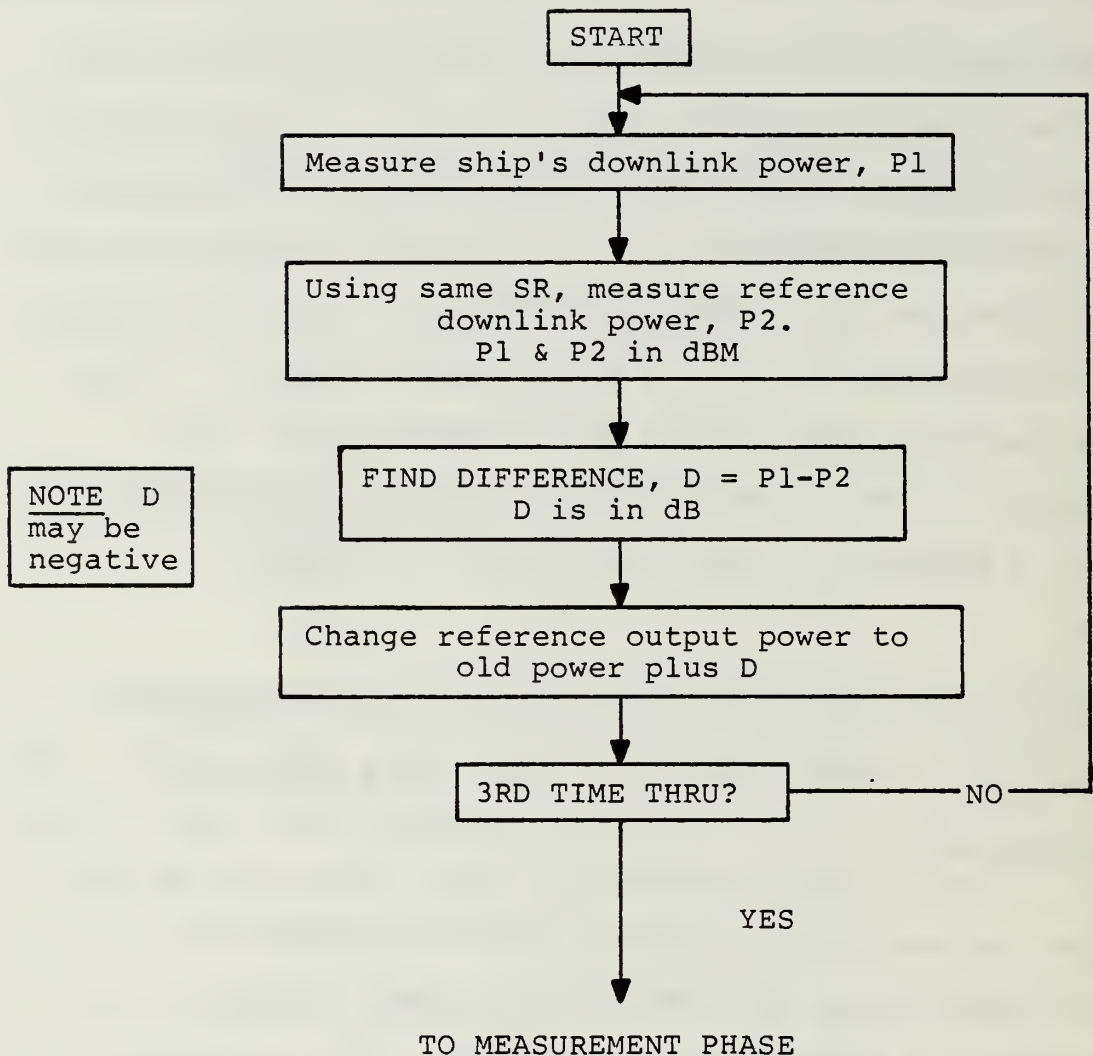 START
Measure ship's downlink power, P1
Using same SR, measure reference
downlink power, P2.
P1 & P2 in dBM
FIND DIFFERENCE, D = P1-P2
D is in dB
NOTE D
may be
negative
Change reference output power to
old power plus D
3RD TIME THRU?
NO
YES
TO MEASUREMENT PHASE